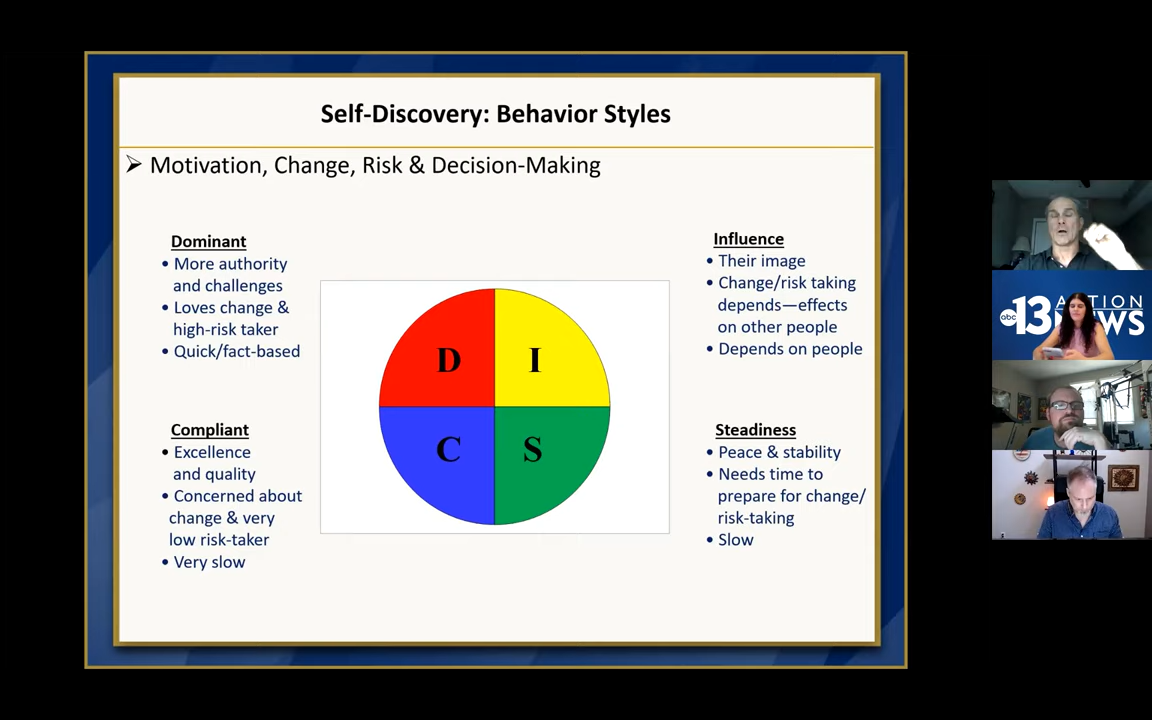 Self-Discovery: Behavior Styles
➢ Motivation, Change, Risk & Decision-Making
Dominant
• More authority
and challenges
• Loves change &
high-risk taker
• Quick/fact-based
Influence
• Their image
• Change/risk taking
depends—effects
on other people
• Depends on people
D
I
C
S
Compliant
• Excellence
and quality
• Concerned about
change & very
low risk-taker
• Very slow
Steadiness
• Peace & stability
• Needs time to
prepare for change/
risk-taking
• Slow
abc 13 ACTION
NEWS